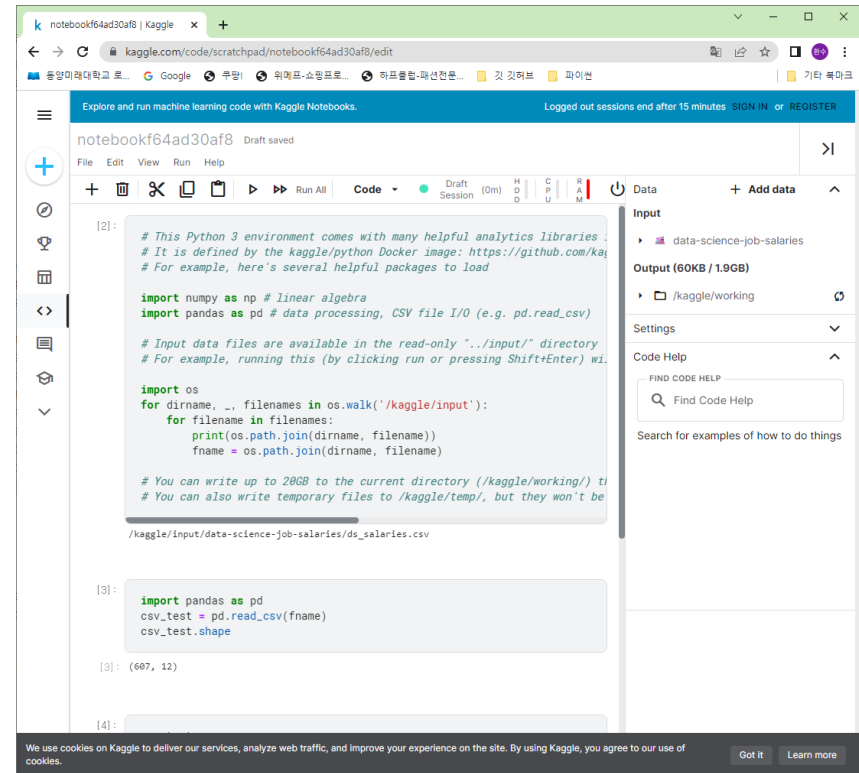 notebookf64ad30af8 | Kaggle
kaggle.com/code/scratchpad/notebookf64ad30af8/edit
동양미래대학교 로... Google 쿠팡! 위메프-쇼핑프로... 하프클럽-패션전문... 깃 깃허브 파이썬 기타 북마크
Explore and run machine learning code with Kaggle Notebooks. Logged out sessions end after 15 minutes SIGN IN or REGISTER
notebookf64ad30af8 Draft saved
File Edit View Run Help
Run All Code Draft Session (0m) HDD CPU RAM
[2]:
# This Python 3 environment comes with many helpful analytics libraries i
# It is defined by the kaggle/python Docker image: https://github.com/kag
# For example, here's several helpful packages to load
import numpy as np # linear algebra
import pandas as pd # data processing, CSV file I/O (e.g. pd.read_csv)
# Input data files are available in the read-only "../input/" directory
# For example, running this (by clicking run or pressing Shift+Enter) wi
import os
for dirname, _, filenames in os.walk('/kaggle/input'):
for filename in filenames:
print(os.path.join(dirname, filename))
fname = os.path.join(dirname, filename)
# You can write up to 20GB to the current directory (/kaggle/working/) th
# You can also write temporary files to /kaggle/temp/, but they won't be
/kaggle/input/data-science-job-salaries/ds_salaries.csv
[3]:
import pandas as pd
csv_test = pd.read_csv(fname)
csv_test.shape
[3]: (607, 12)
[4]:
Data + Add data
Input
data-science-job-salaries
Output (60KB / 1.9GB)
/kaggle/working
Settings
Code Help
FIND CODE HELP
Find Code Help
Search for examples of how to do things
We use cookies on Kaggle to deliver our services, analyze web traffic, and improve your experience on the site. By using Kaggle, you agree to our use of
cookies.
Got it Learn more